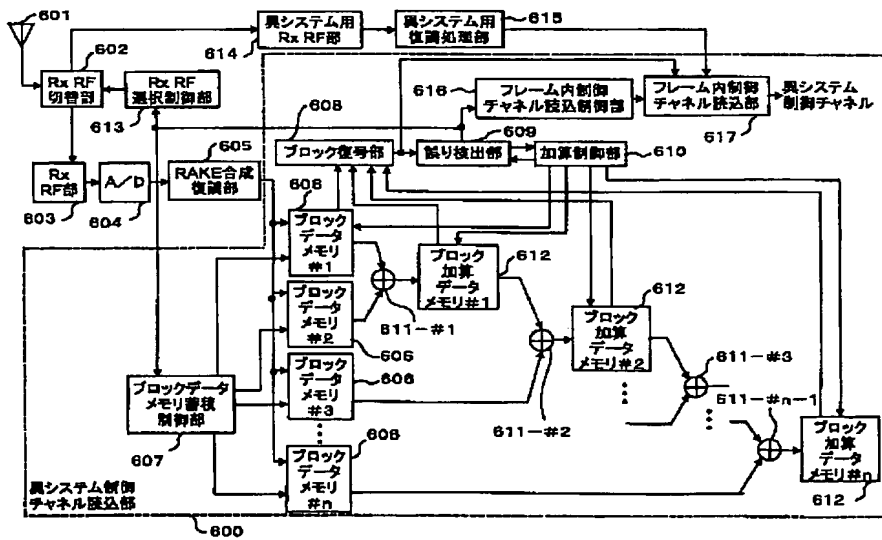 601
602
Rx RF
切替部
Rx RF
選択制御部
613
異システム用
Rx RF部
614
異システム用
復調処理部
615
616
フレーム内制御
チャネル読込制御部
フレーム内制御
チャネル読込部
617
異システム
制御チャネル
Rx
RF部
603
A/D
604
605
RAKE合成
復調部
608
ブロック復号部
609
誤り検出部
加算制御部
610
608
ブロック
データ
メモリ
#1
611-#1
ブロック
加算
データ
メモリ#1
612
ブロック
データ
メモリ
#2
606
ブロック
データ
メモリ
#3
606
611-#2
ブロック
加算
データ
メモリ#2
612
611-#3
611-#n-1
ブロックデータ
メモリ蓄積
制御部
607
ブロック
データ
メモリ
#n
606
ブロック
加算
データ
メモリ#n
612
異システム制御
チャネル読込部
600